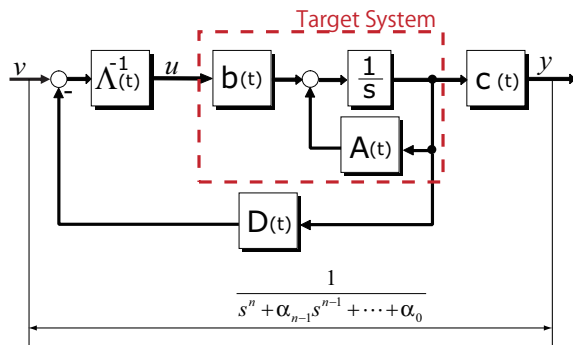 Target System
v
-
Λ⁻¹(t)
u
b(t)
1/s
c(t)
y
A(t)
D(t)
1/(sⁿ + αₙ₋₁sⁿ⁻¹ + ⋯ + α₀)